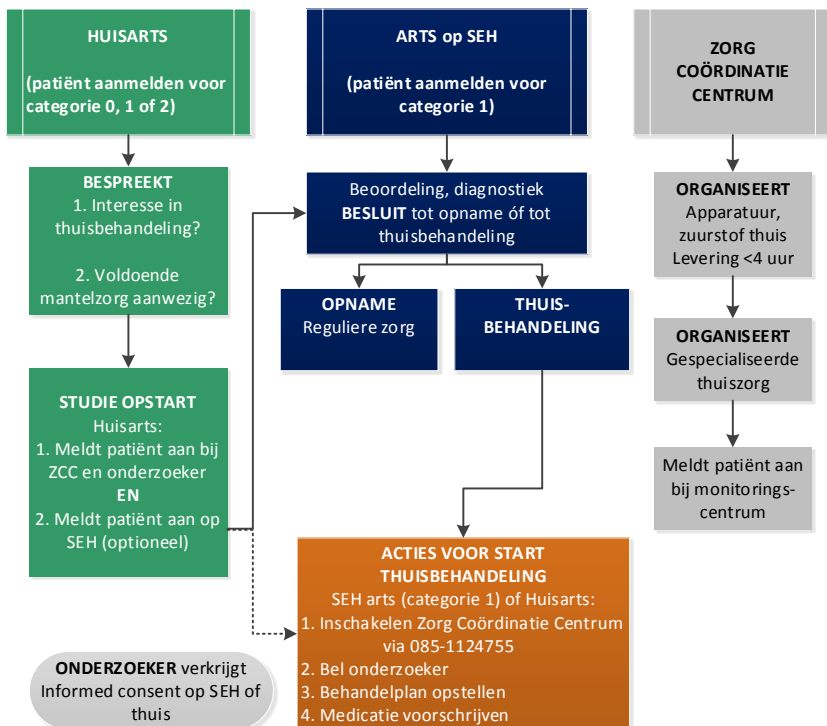 HUISARTS
(patiënt aanmelden voor
categorie 0, 1 of 2)
BESPREEKT
1. Interesse in
thuisbehandeling?
2. Voldoende
mantelzorg aanwezig?
STUDIE OPSTART
Huisarts:
1. Meldt patiënt aan bij
ZCC en onderzoeker
EN
2. Meldt patiënt aan op
SEH (optioneel)
ONDERZOEKER verkrijgt
Informed consent op SEH of
thuis
ARTS op SEH
(patiënt aanmelden voor
categorie 1)
Beoordeling, diagnostiek
BESLUIT tot opname óf tot
thuisbehandeling
OPNAME
Reguliere zorg
THUIS-
BEHANDELING
ACTIES VOOR START
THUISBEHANDELING
SEH arts (categorie 1) of Huisarts:
1. Inschakelen Zorg Coördinatie Centrum
via 085-1124755
2. Bel onderzoeker
3. Behandelplan opstellen
4. Medicatie voorschrijven
ZORG
COÖRDINATIE
CENTRUM
ORGANISEERT
Apparatuur,
zuurstof thuis
Levering <4 uur
ORGANISEERT
Gespecialiseerde
thuiszorg
Meldt patiënt aan
bij monitorings-
centrum